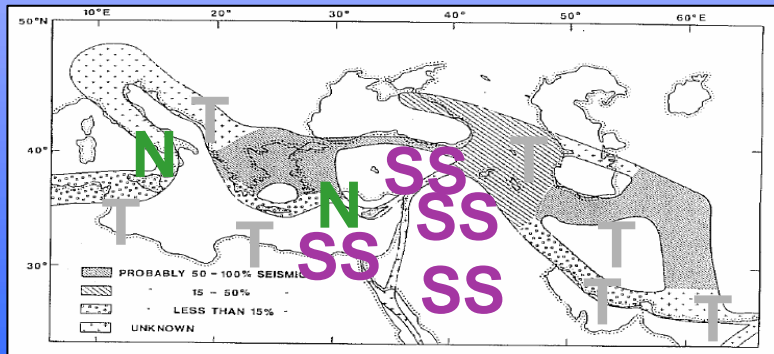 10°E 20° 30° 40° 50° 60°
50°N
T
40°
N SS T
N SS
T T SS T
30° SS T
PROBABLY 50 - 100% SEISMI
" 15 - 50% "
" LESS THAN 15% "
UNKNOWN T